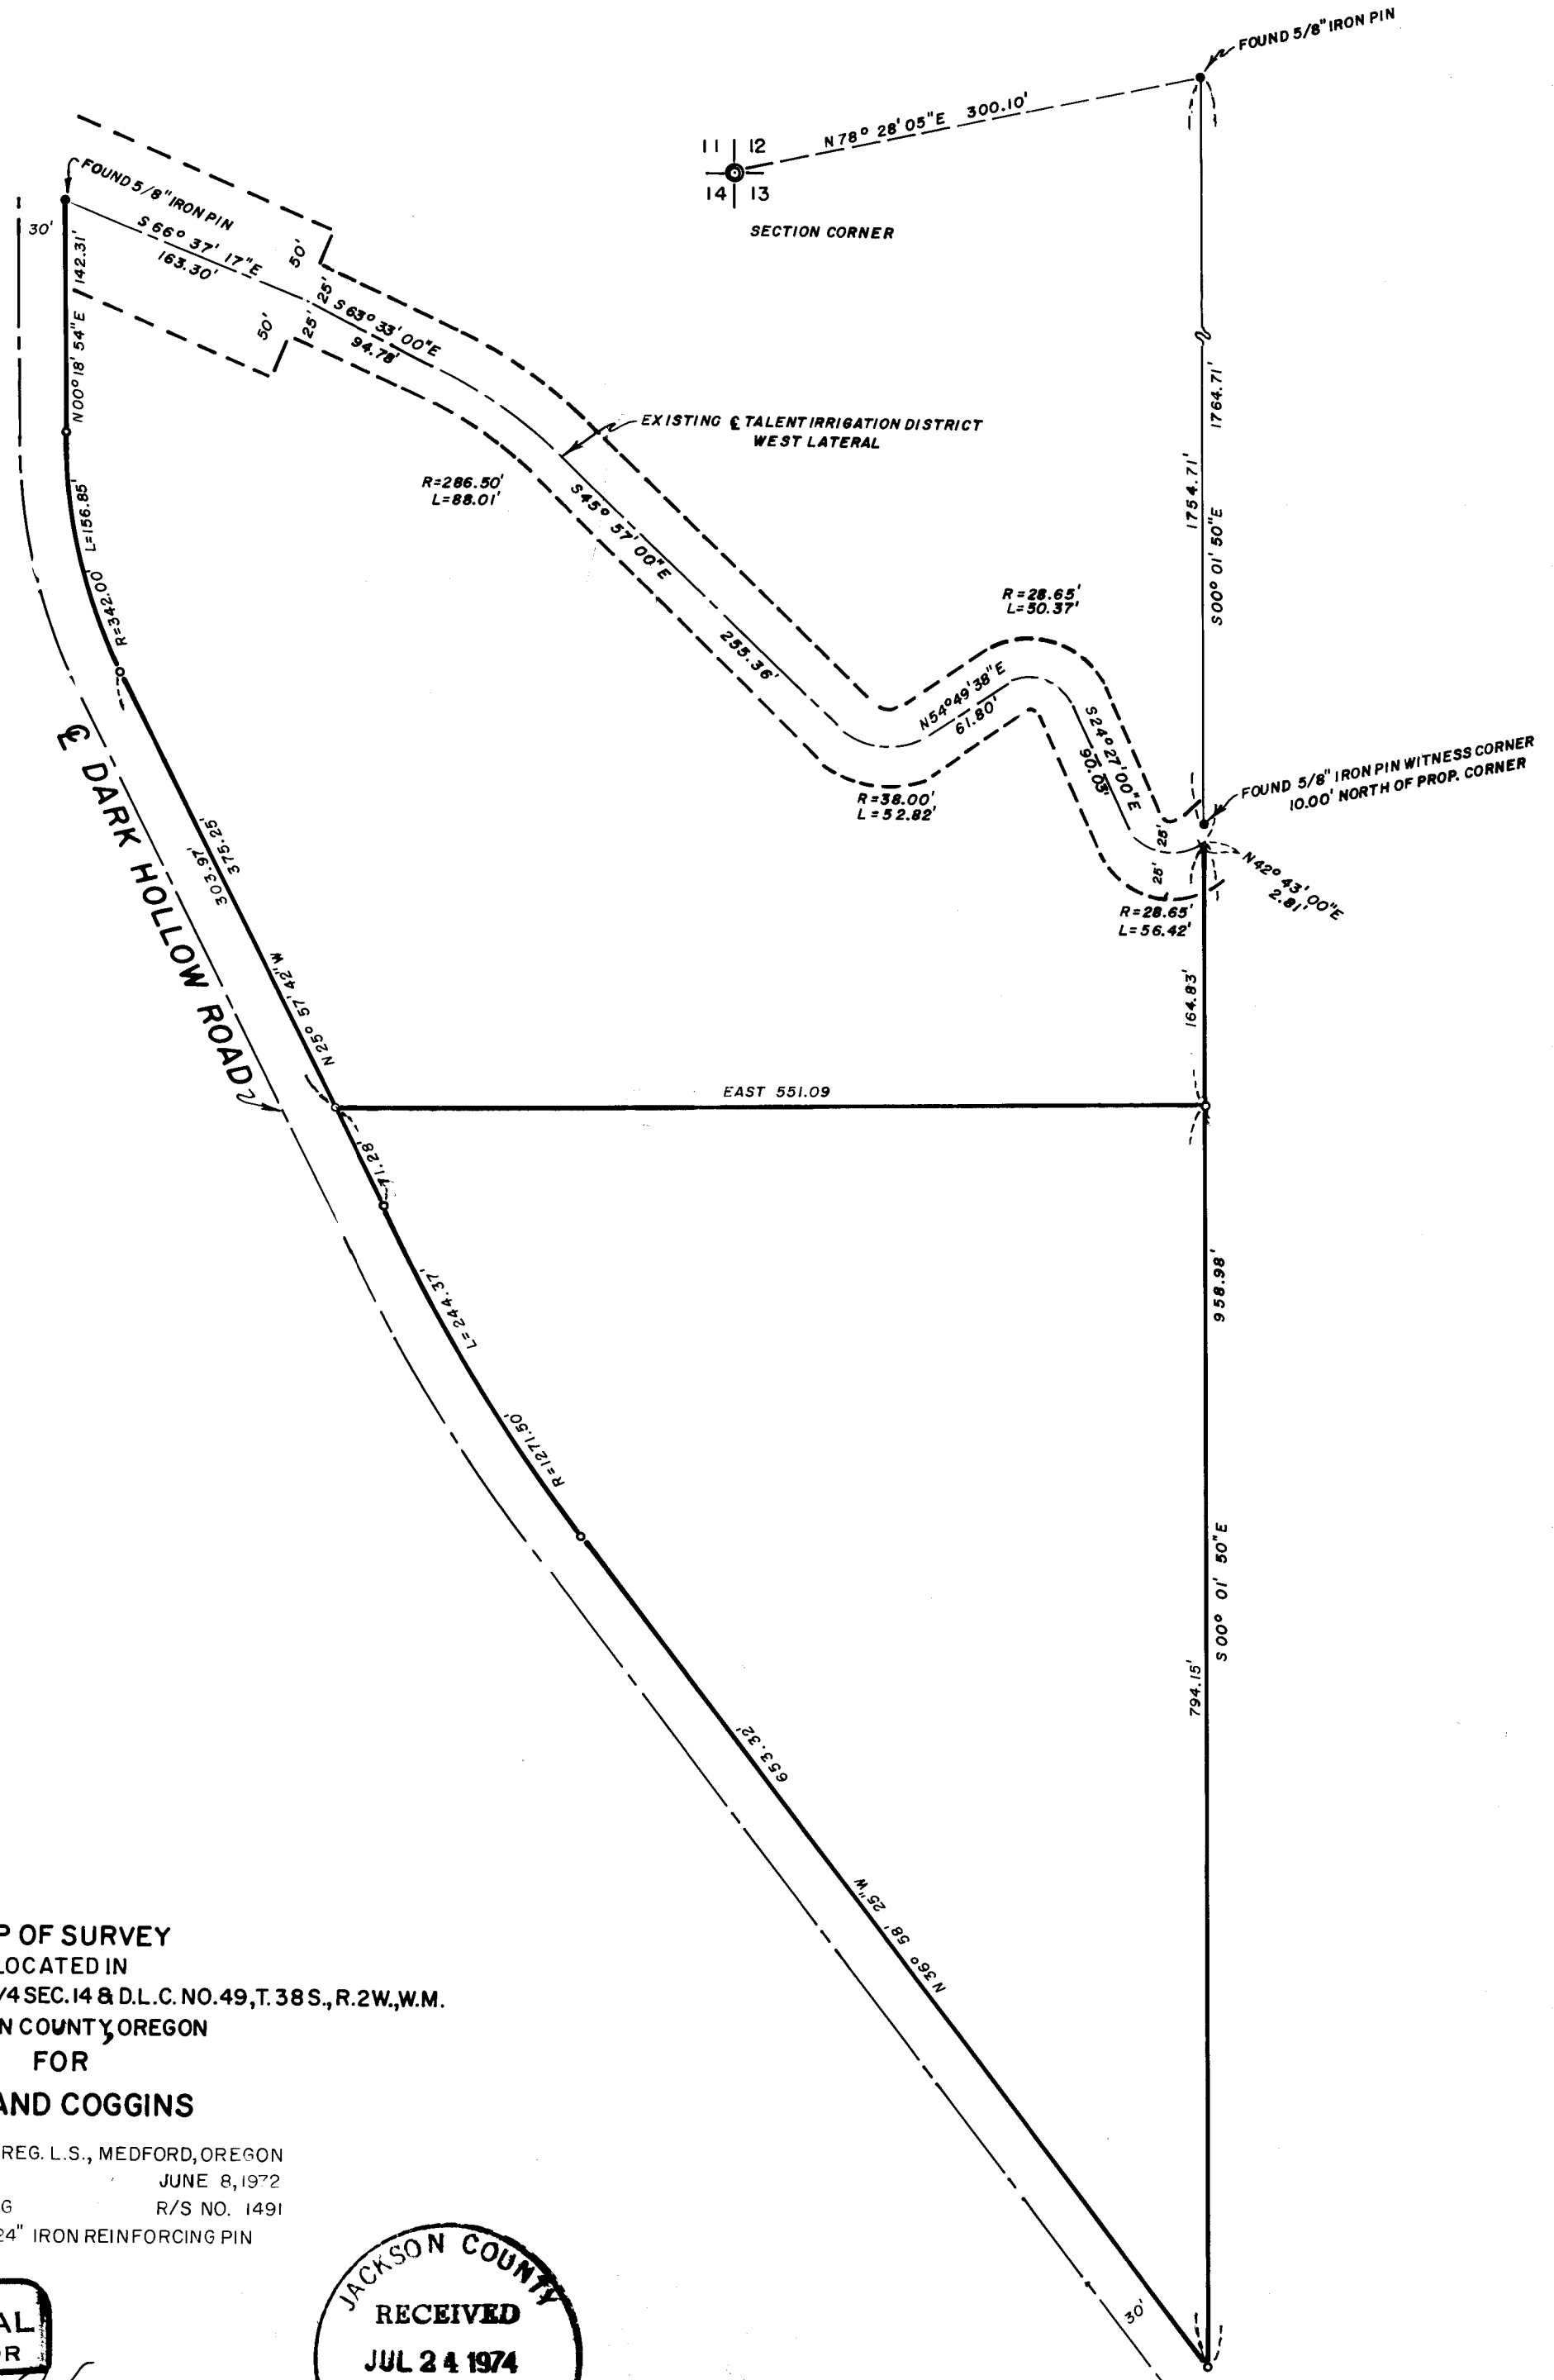 FOUND 5/8" IRON PIN
N 78° 28' 05" E 300.10'
11 12
14 13
SECTION CORNER
FOUND 5/8" IRON PIN
30'
S 66° 37' 17" E
163.30'
50'
50'
142.31'
N 00° 18' 54" E
25'
25'
S 63° 33' 00" E
94.78'
EXISTING ℄ TALENT IRRIGATION DISTRICT
WEST LATERAL
1764.71'
1754.71'
S 00° 01' 50" E
R=286.50'
L=88.01'
S 45° 57' 00" E
255.36'
L=156.85'
R=342.00'
R=28.65'
L=50.37'
N 54° 49' 38" E
61.80'
S 24° 27' 00" E
90.03'
R=38.00'
L=52.82'
FOUND 5/8" IRON PIN WITNESS CORNER
10.00' NORTH OF PROP. CORNER
25'
25'
N 42° 43' 00" E
2.81'
R=28.65'
L=56.42'
℄ DARK HOLLOW ROAD
375.25'
303.97'
N 25° 57' 42" W
164.83'
EAST 551.09
71.28'
958.98'
L=244.37'
R=1271.50'
S 00° 01' 50" E
794.15'
653.32'
N 36° 58' 25" W
30'
P OF SURVEY
LOCATED IN
/4 SEC. 14 & D.L.C. NO. 49, T. 38 S., R. 2 W., W.M.
N COUNTY, OREGON
FOR
AND COGGINS
REG. L.S., MEDFORD, OREGON
JUNE 8, 1972
G R/S NO. 1491
24" IRON REINFORCING PIN
AL
OR
JACKSON COUNTY
RECEIVED
JUL 24 1974